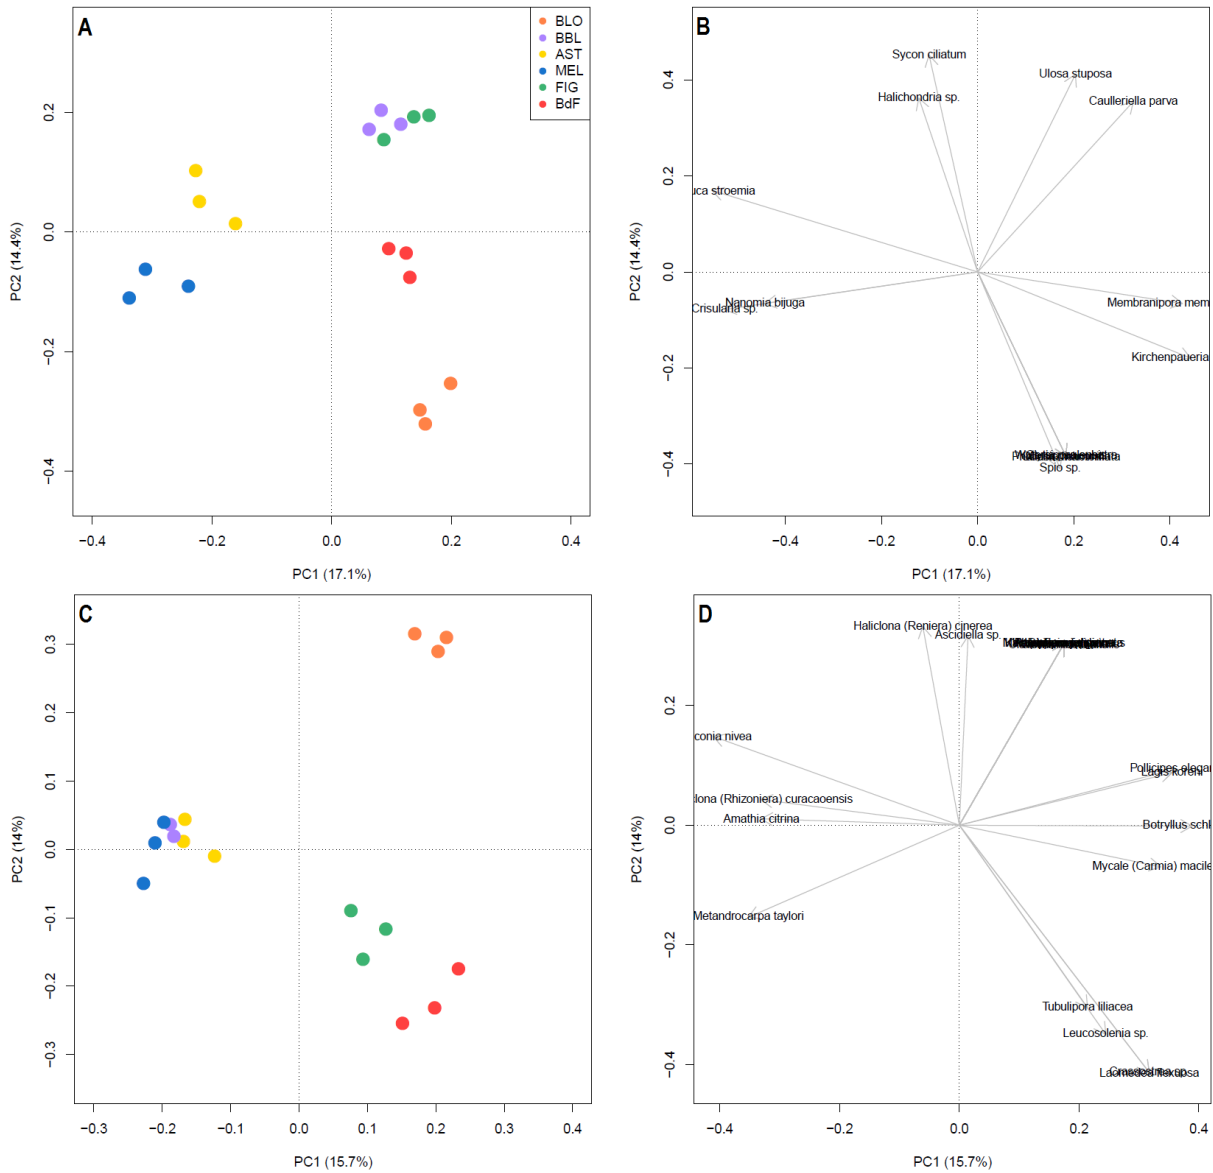 A
BLO
BBL
AST
MEL
FIG
BdF
0.2
0.0
−0.2
−0.4
PC2 (14.4%)
−0.4
−0.2
0.0
0.2
0.4
PC1 (17.1%)
B
Sycon ciliatum
Ulosa stuposa
Halichondria sp.
Caulleriella parva
uca stroemia
Nanomia bijuga
Crisularia sp.
Membranipora mem
Kirchenpaueria
Spio sp.
0.4
0.2
0.0
−0.2
−0.4
PC2 (14.4%)
−0.4
−0.2
0.0
0.2
0.4
PC1 (17.1%)
C
0.3
0.2
0.1
0.0
−0.1
−0.2
−0.3
PC2 (14%)
−0.3
−0.2
−0.1
0.0
0.1
0.2
0.3
0.4
PC1 (15.7%)
D
Haliclona (Reniera) cinerea
Ascidiella sp.
conia nivea
Pollicipes elegan
Lagis koreni
clona (Rhizoniera) curacaoensis
Amathia citrina
Botryllus schl
Mycale (Carmia) macile
Metandrocarpa taylori
Tubulipora liliacea
Leucosolenia sp.
Laomedea flexuosa
0.2
0.0
−0.2
−0.4
PC2 (14%)
−0.4
−0.2
0.0
0.2
0.4
PC1 (15.7%)